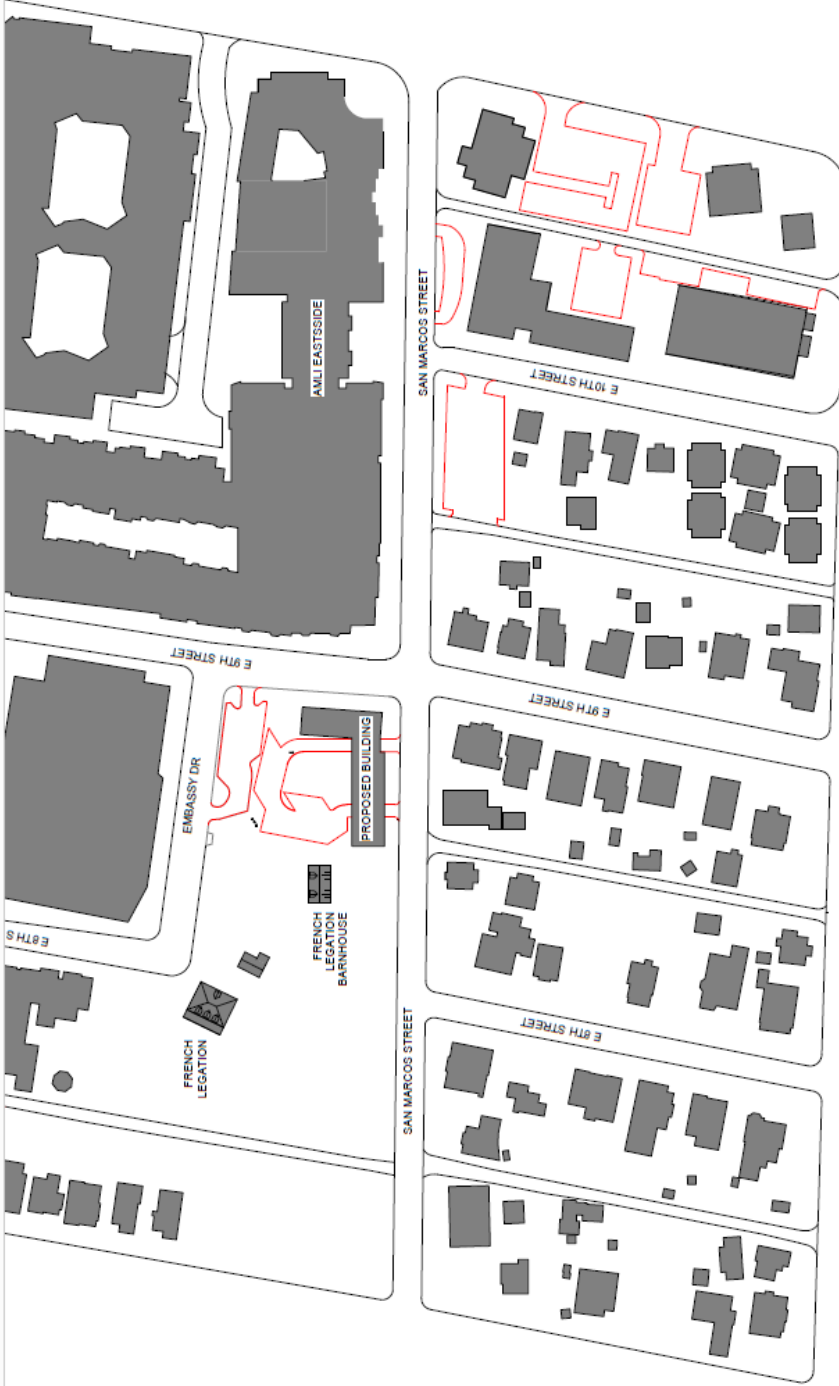 AMLI EASTSSIDE
SAN MARCOS STREET
E 10TH STREET
E 9TH STREET
E 9TH STREET
EMBASSY DR
PROPOSED BUILDING
E 8TH S
FRENCH
LEGATION
BARNHOUSE
FRENCH
LEGATION
SAN MARCOS STREET
E 8TH STREET